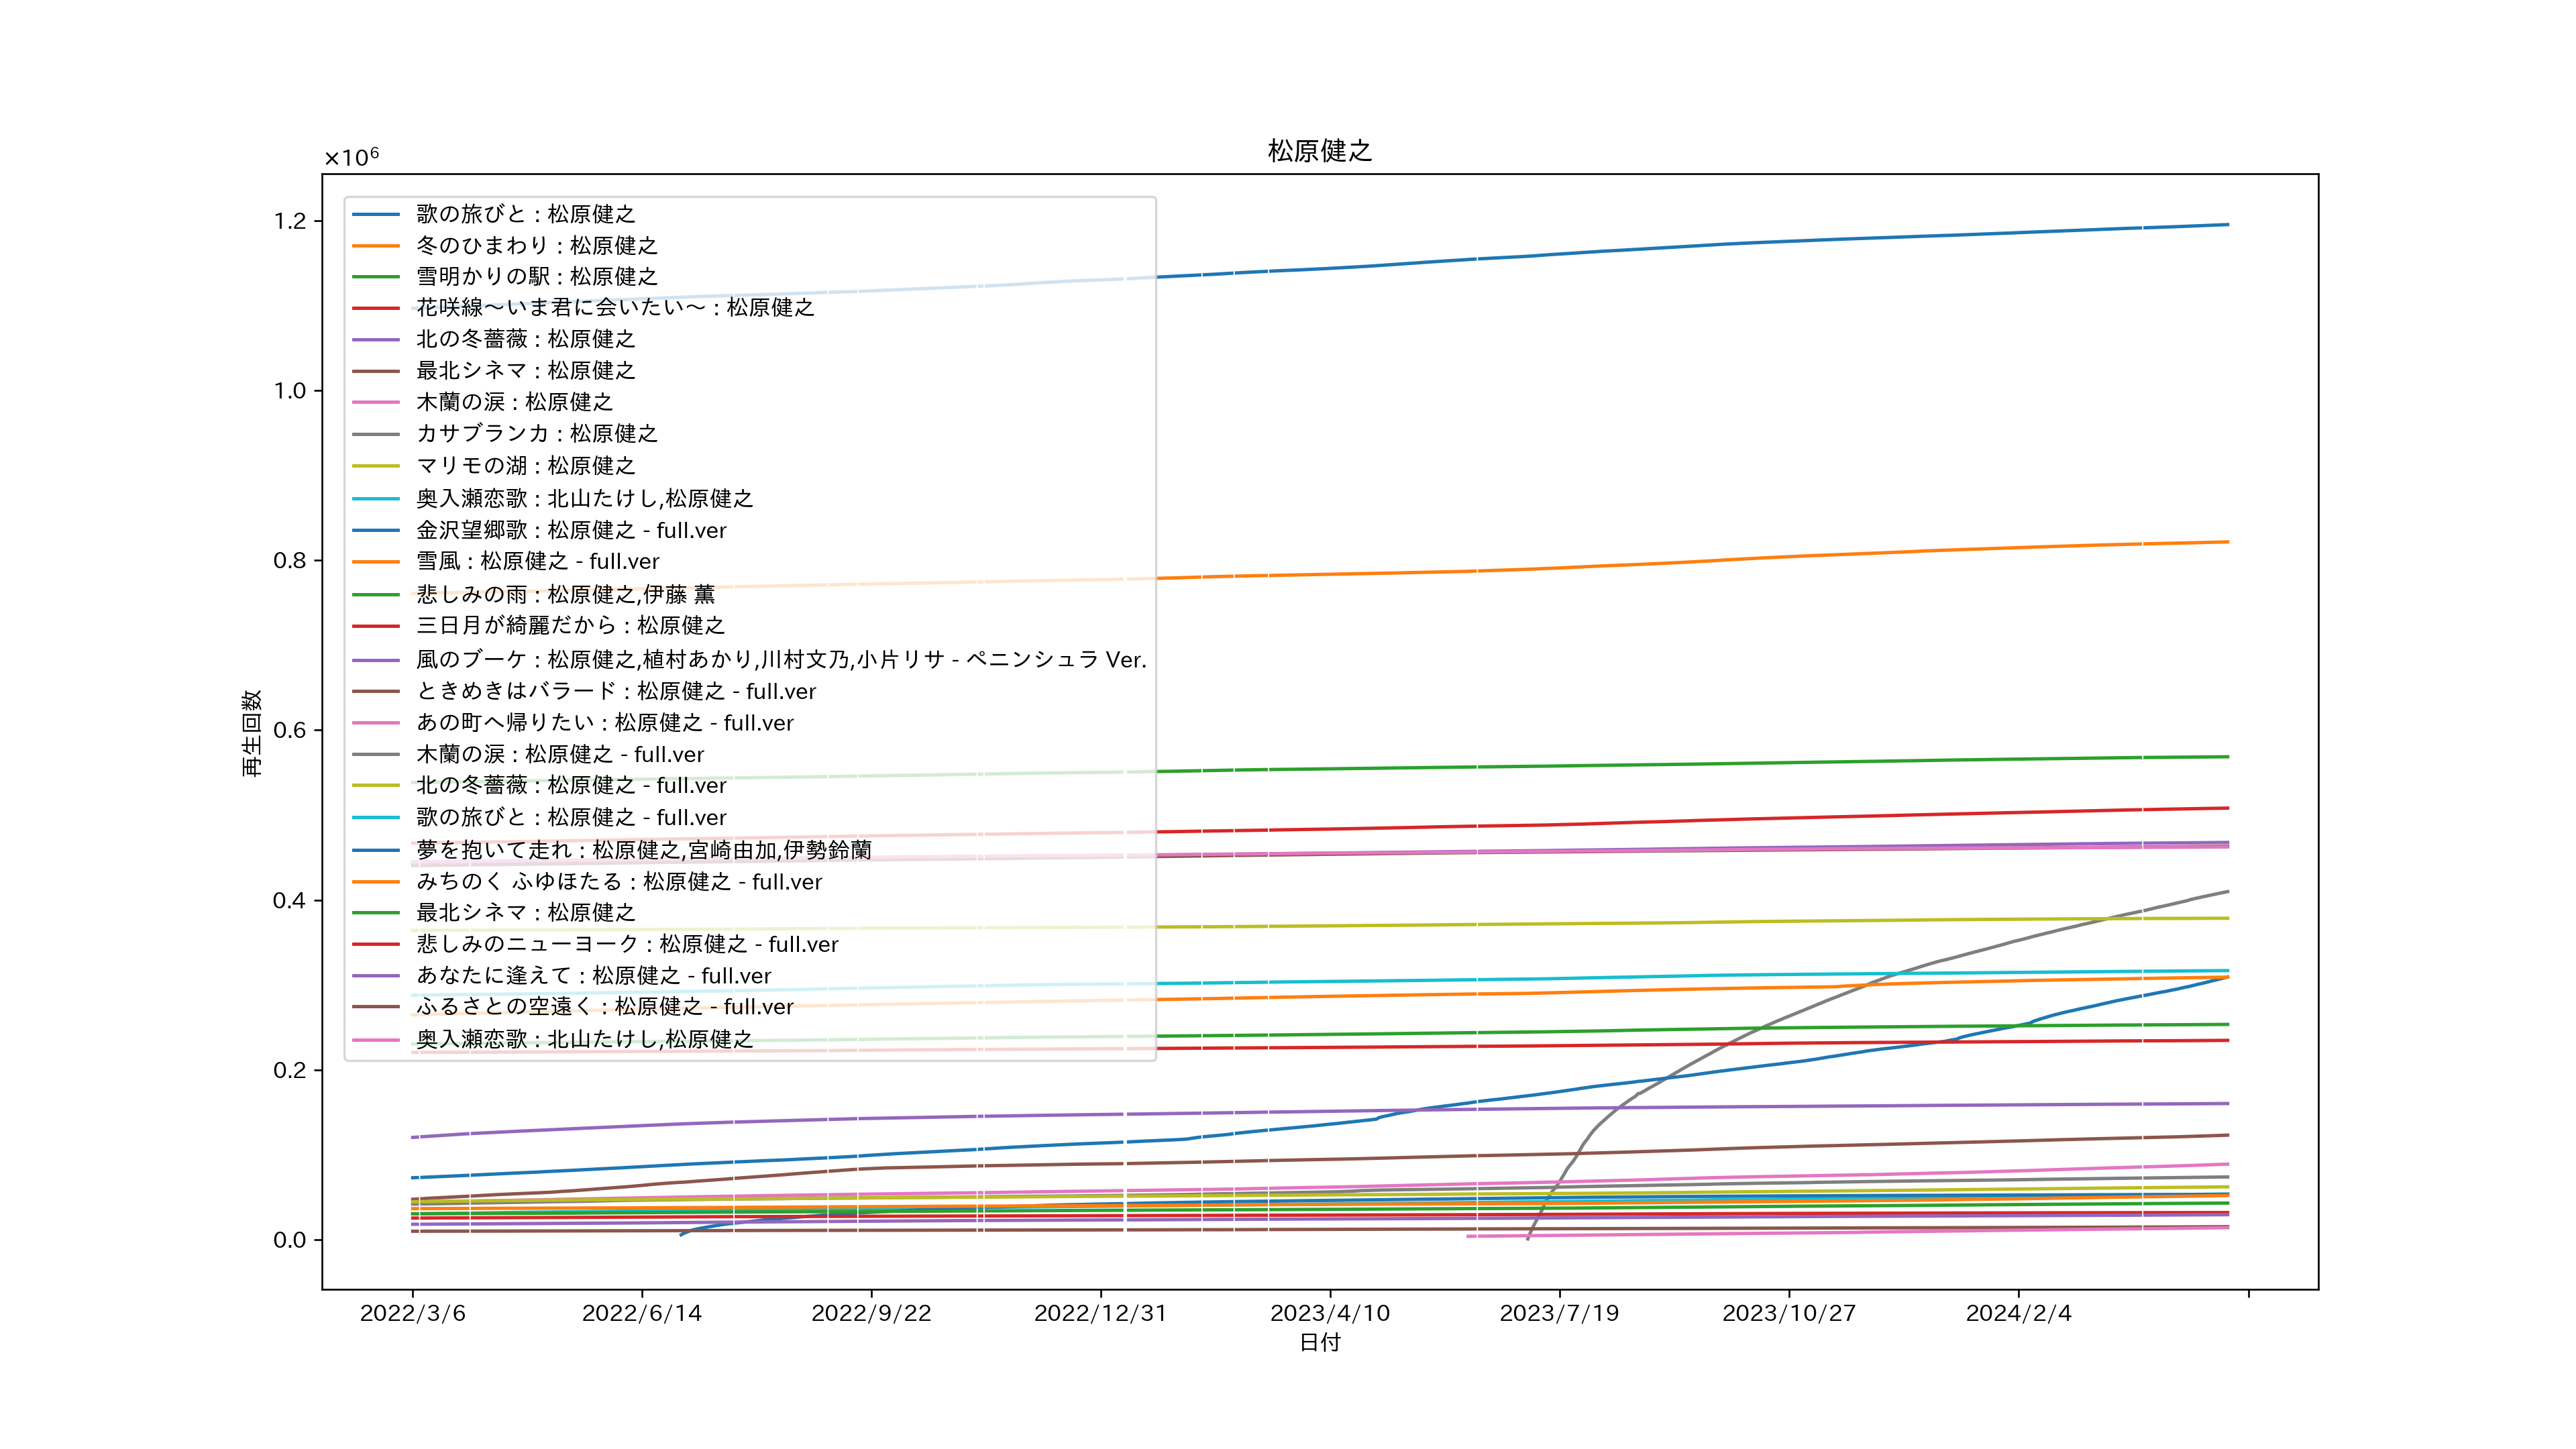 松原健之
×10⁶
1.2
1.0
0.8
0.6
0.4
0.2
0.0
再生回数
歌の旅びと : 松原健之
冬のひまわり : 松原健之
雪明かりの駅 : 松原健之
花咲線〜いま君に会いたい〜 : 松原健之
北の冬薔薇 : 松原健之
最北シネマ : 松原健之
木蘭の涙 : 松原健之
カサブランカ : 松原健之
マリモの湖 : 松原健之
奥入瀬恋歌 : 北山たけし,松原健之
金沢望郷歌 : 松原健之 - full.ver
雪風 : 松原健之 - full.ver
悲しみの雨 : 松原健之,伊藤 薫
三日月が綺麗だから : 松原健之
風のブーケ : 松原健之,植村あかり,川村文乃,小片リサ - ペニンシュラ Ver.
ときめきはバラード : 松原健之 - full.ver
あの町へ帰りたい : 松原健之 - full.ver
木蘭の涙 : 松原健之 - full.ver
北の冬薔薇 : 松原健之 - full.ver
歌の旅びと : 松原健之 - full.ver
夢を抱いて走れ : 松原健之,宮崎由加,伊勢鈴蘭
みちのく ふゆほたる : 松原健之 - full.ver
最北シネマ : 松原健之
悲しみのニューヨーク : 松原健之 - full.ver
あなたに逢えて : 松原健之 - full.ver
ふるさとの空遠く : 松原健之 - full.ver
奥入瀬恋歌 : 北山たけし,松原健之
2022/3/6 2022/6/14 2022/9/22 2022/12/31 2023/4/10 2023/7/19 2023/10/27 2024/2/4
日付